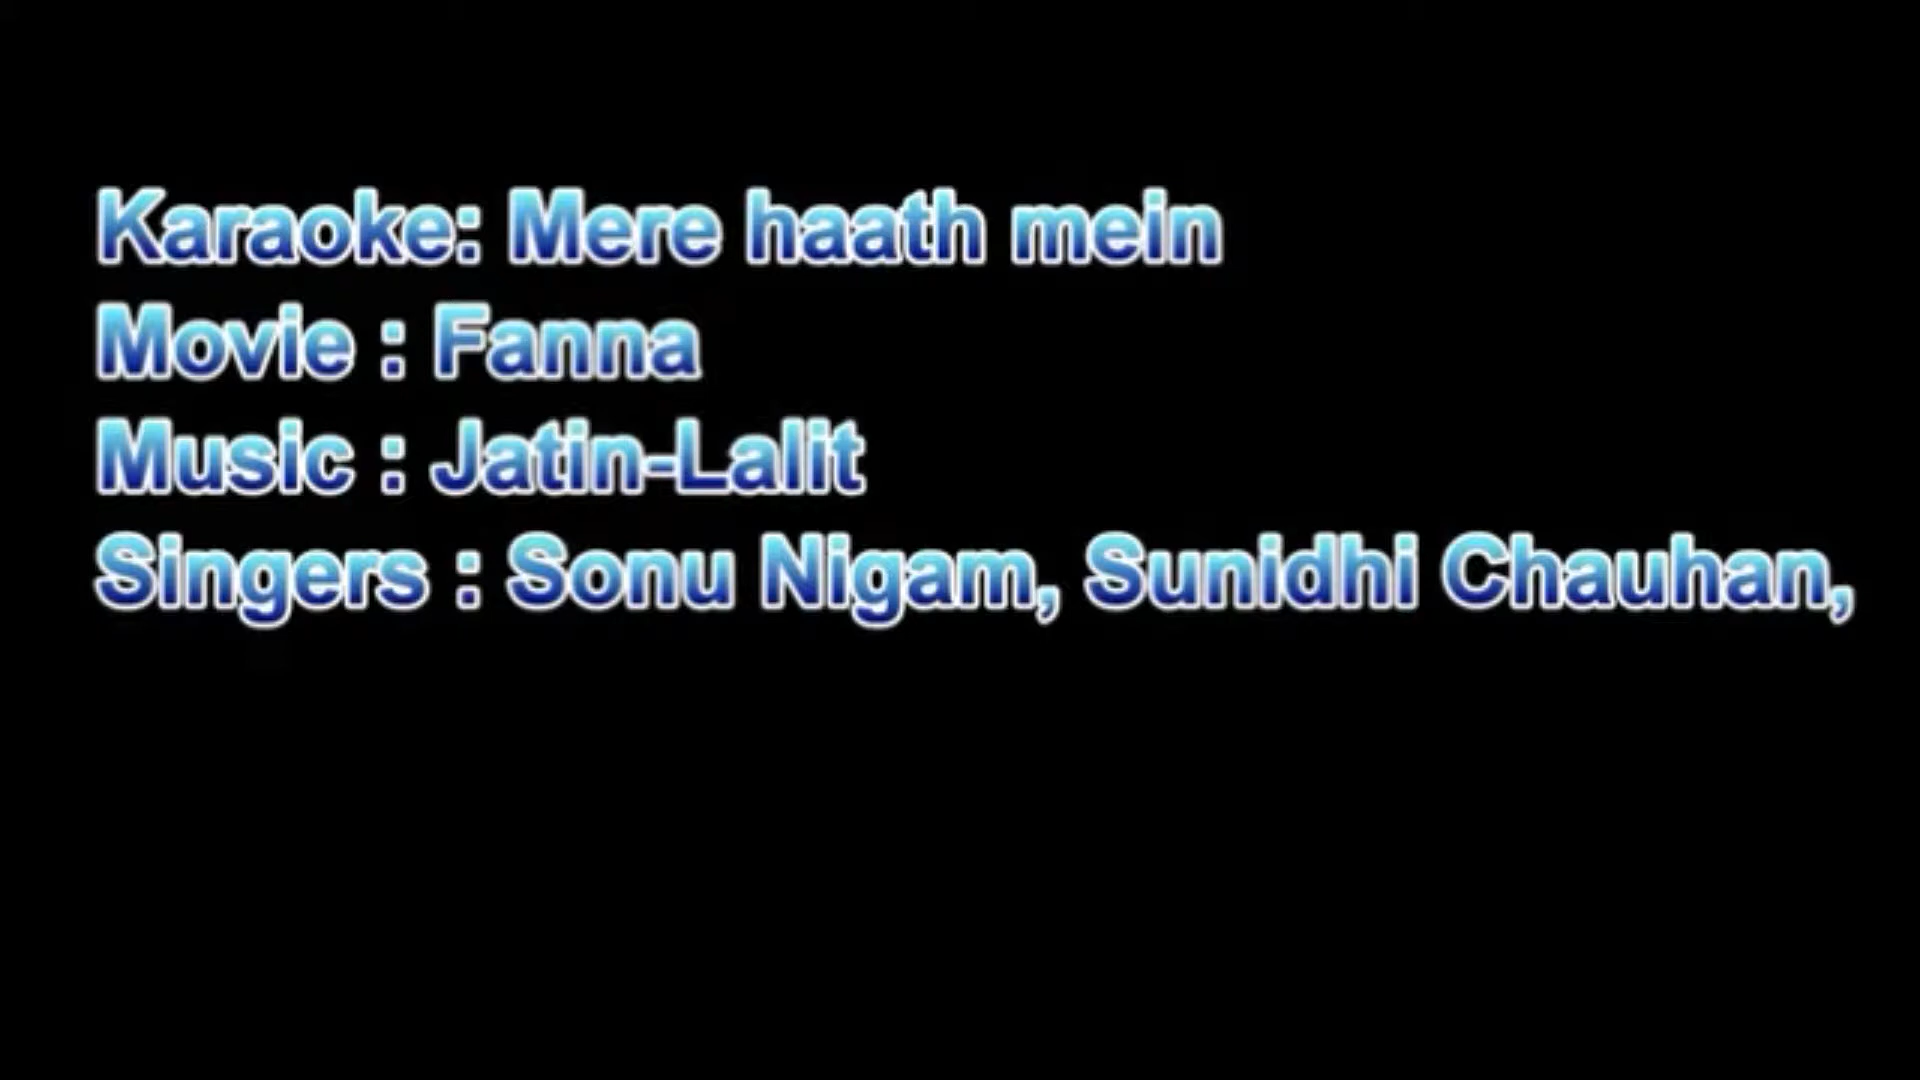 Karaoke: Mere haath mein
Movie : Fanna
Music : Jatin-Lalit
Singers : Sonu Nigam, Sunidhi Chauhan,